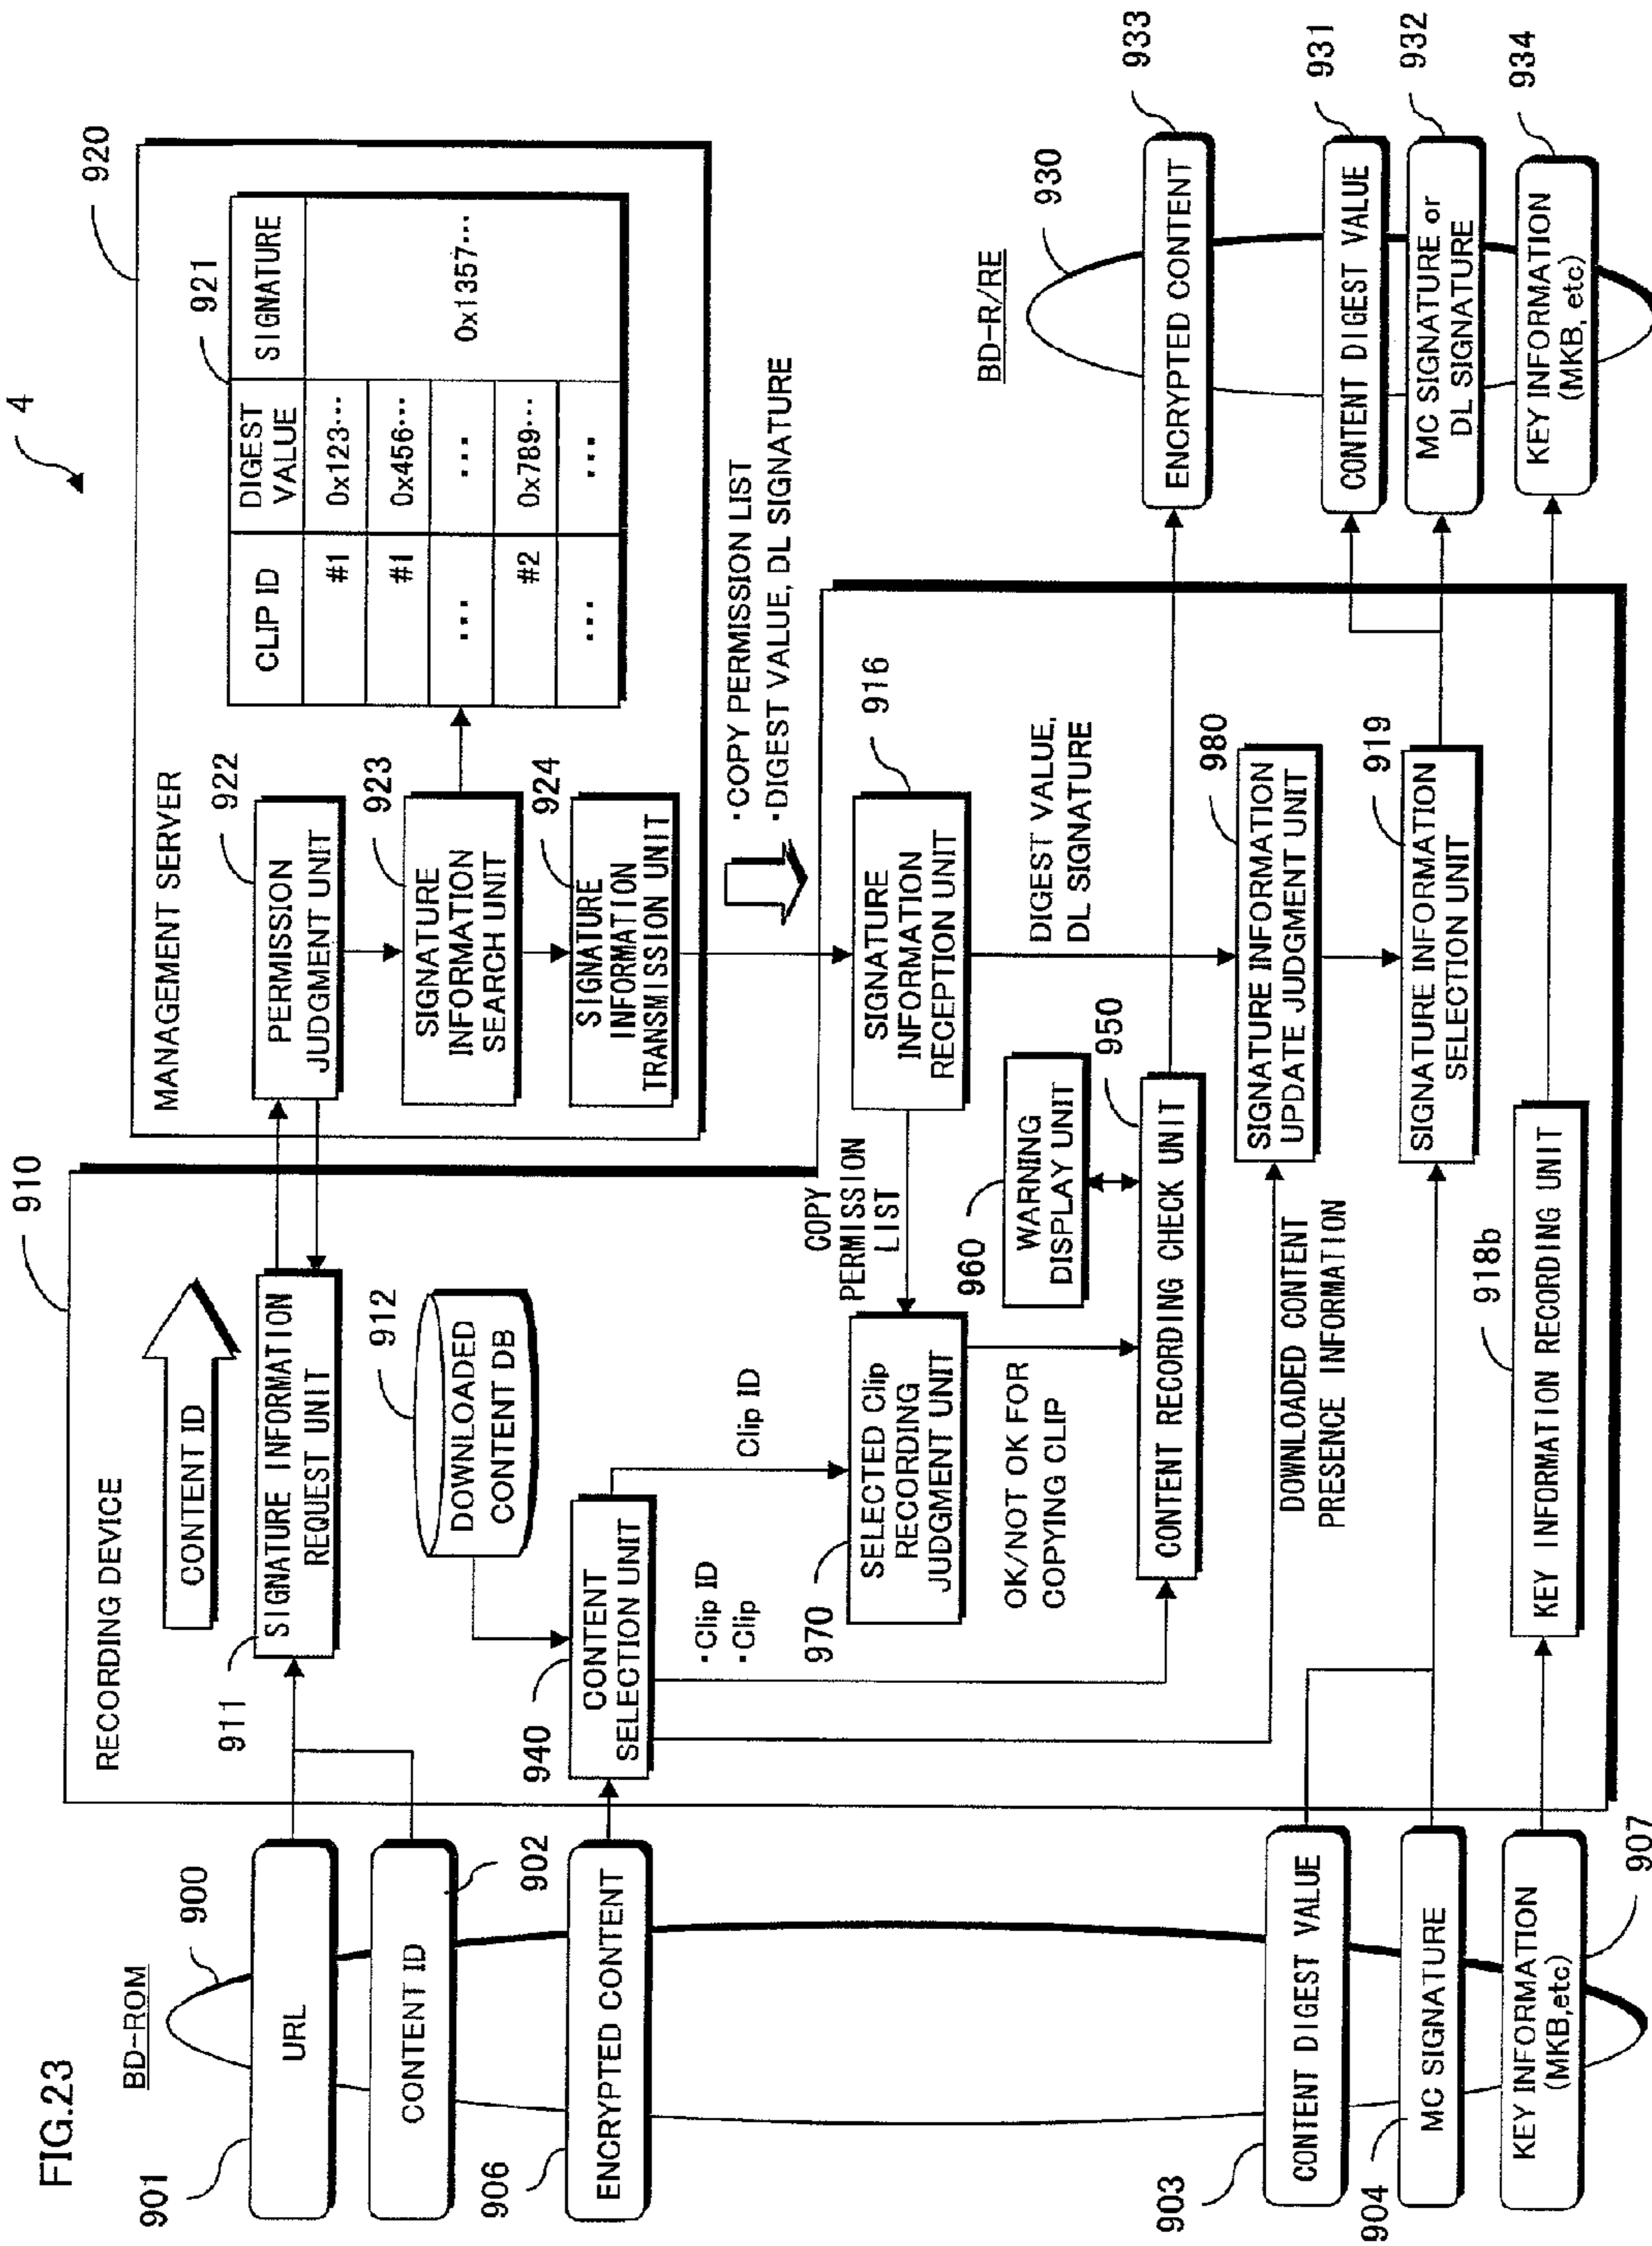 FIG.23
4
BD-ROM
900
901
URL
CONTENT ID
902
906
ENCRYPTED CONTENT
903
CONTENT DIGEST VALUE
904
MC SIGNATURE
KEY INFORMATION
(MKB,etc)
907
910
RECORDING DEVICE
CONTENT ID
911
SIGNATURE INFORMATION
REQUEST UNIT
912
DOWNLOADED
CONTENT DB
940
CONTENT
SELECTION UNIT
Clip ID
·Clip ID
·Clip
970
SELECTED Clip
RECORDING
JUDGMENT UNIT
COPY
PERMISSION
LIST
OK/NOT OK FOR
COPYING CLIP
960
WARNING
DISPLAY UNIT
950
CONTENT RECORDING CHECK UNIT
916
SIGNATURE
INFORMATION
RECEPTION UNIT
DIGEST VALUE,
DL SIGNATURE
980
SIGNATURE INFORMATION
UPDATE JUDGMENT UNIT
DOWNLOADED CONTENT
PRESENCE INFORMATION
919
SIGNATURE INFORMATION
SELECTION UNIT
918b
KEY INFORMATION RECORDING UNIT
920
MANAGEMENT SERVER
922
PERMISSION
JUDGMENT UNIT
923
SIGNATURE
INFORMATION
SEARCH UNIT
924
SIGNATURE
INFORMATION
TRANSMISSION UNIT
921
CLIP ID
DIGEST
VALUE
SIGNATURE
#1
0x123···
0x1357···
#1
0x456···
···
···
#2
0x789···
···
···
·COPY PERMISSION LIST
·DIGEST VALUE, DL SIGNATURE
BD-R/RE
930
ENCRYPTED CONTENT
933
CONTENT DIGEST VALUE
931
MC SIGNATURE or
DL SIGNATURE
932
KEY INFORMATION
(MKB, etc)
934